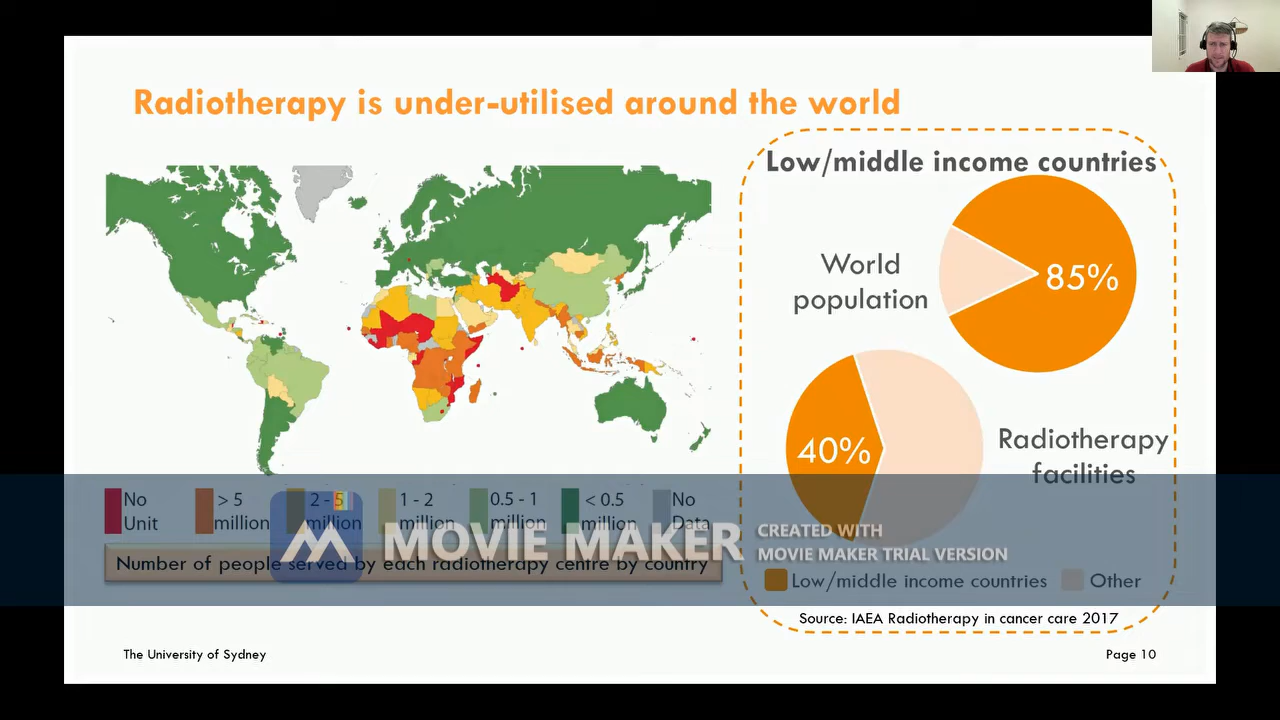 Radiotherapy is under-utilised around the world
Low/middle income countries
World
population
85%
40%
Radiotherapy
facilities
No
Unit
> 5
million
2 - 5
million
1 - 2
million
0.5 - 1
million
< 0.5
million
No
Data
Number of people served by each radiotherapy centre by country
MOVIE MAKER
CREATED WITH
MOVIE MAKER TRIAL VERSION
Low/middle income countries
Other
Source: IAEA Radiotherapy in cancer care 2017
The University of Sydney
Page 10